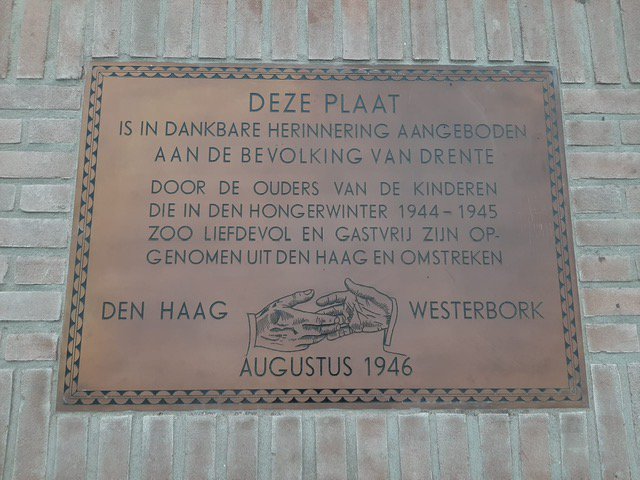 DEZE PLAAT
IS IN DANKBARE HERINNERING AANGEBODEN
AAN DE BEVOLKING VAN DRENTE
DOOR DE OUDERS VAN DE KINDEREN
DIE IN DEN HONGERWINTER 1944-1945
ZOO LIEFDEVOL EN GASTVRIJ ZIJN OP-
GENOMEN UIT DEN HAAG EN OMSTREKEN
DEN HAAG WESTERBORK
AUGUSTUS 1946